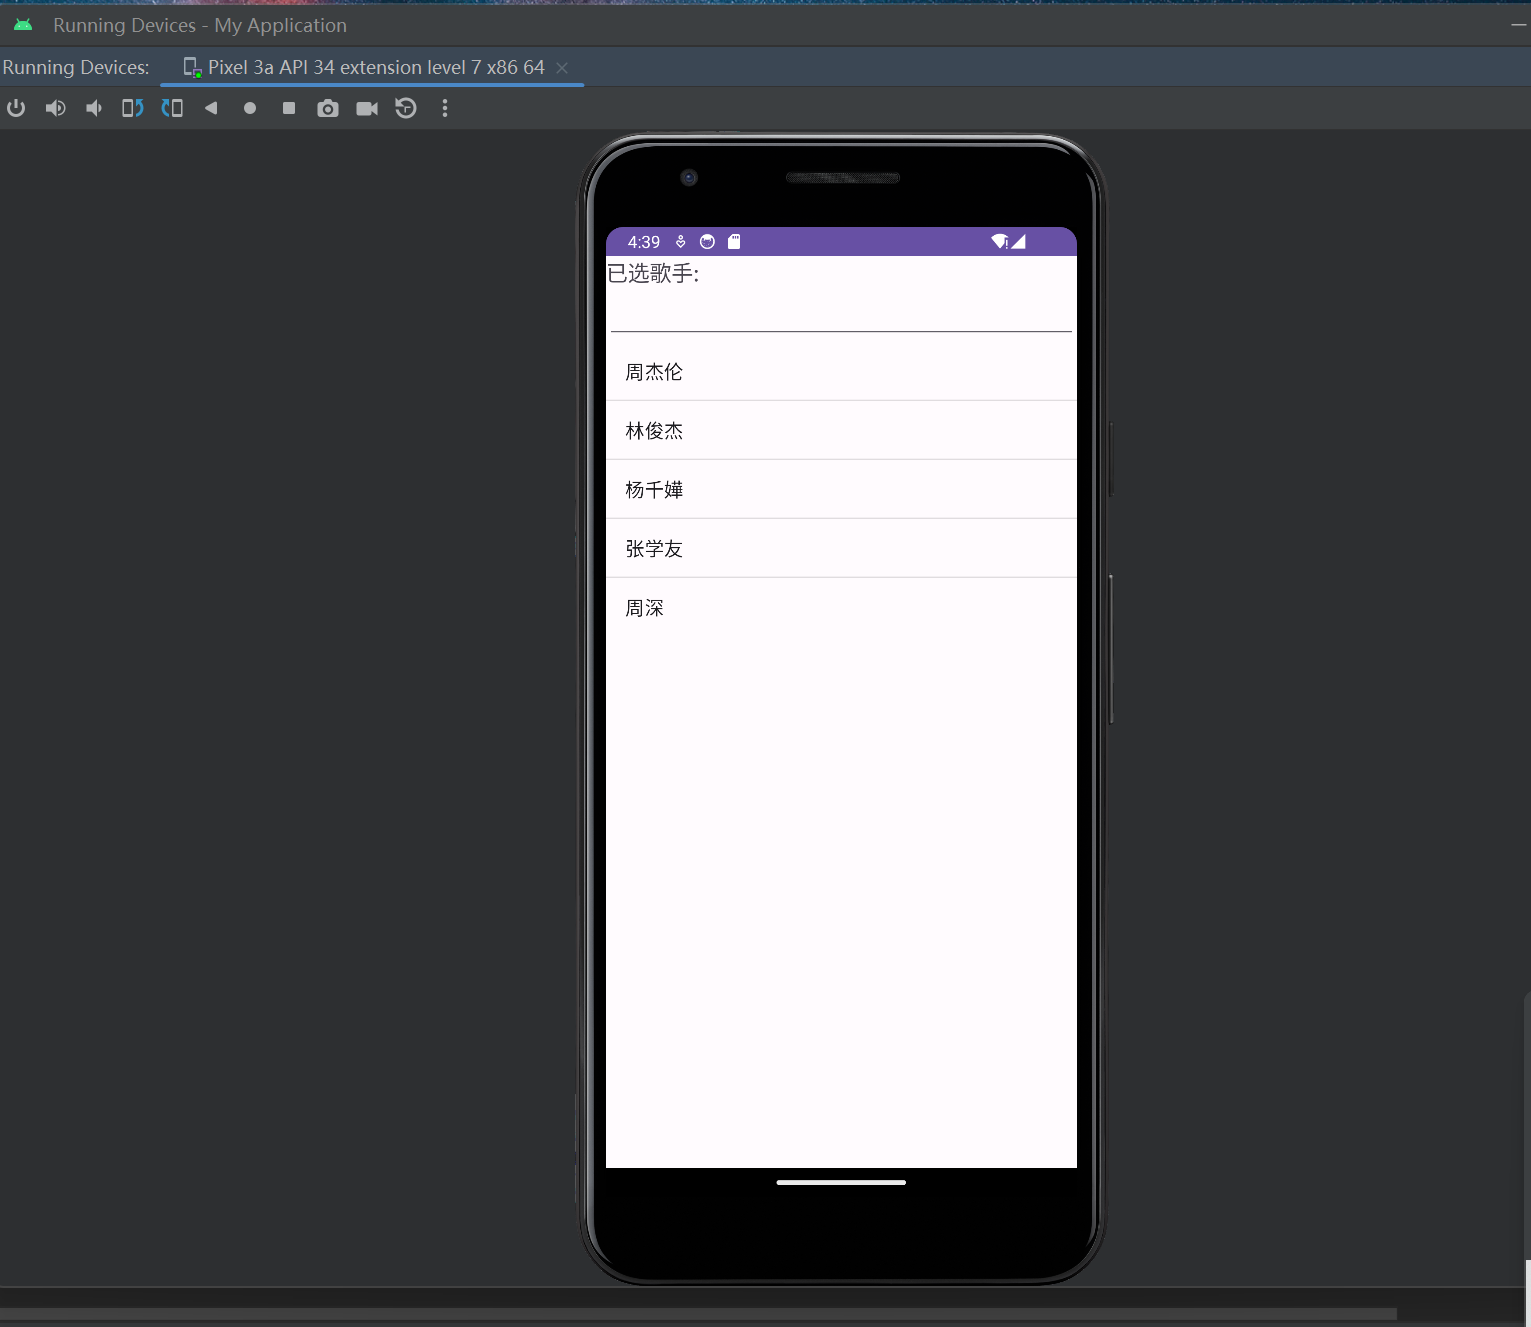 Running Devices - My Application
Running Devices: Pixel 3a API 34 extension level 7 x86 64
4:39
已选歌手:
周杰伦
林俊杰
杨千嬅
张学友
周深